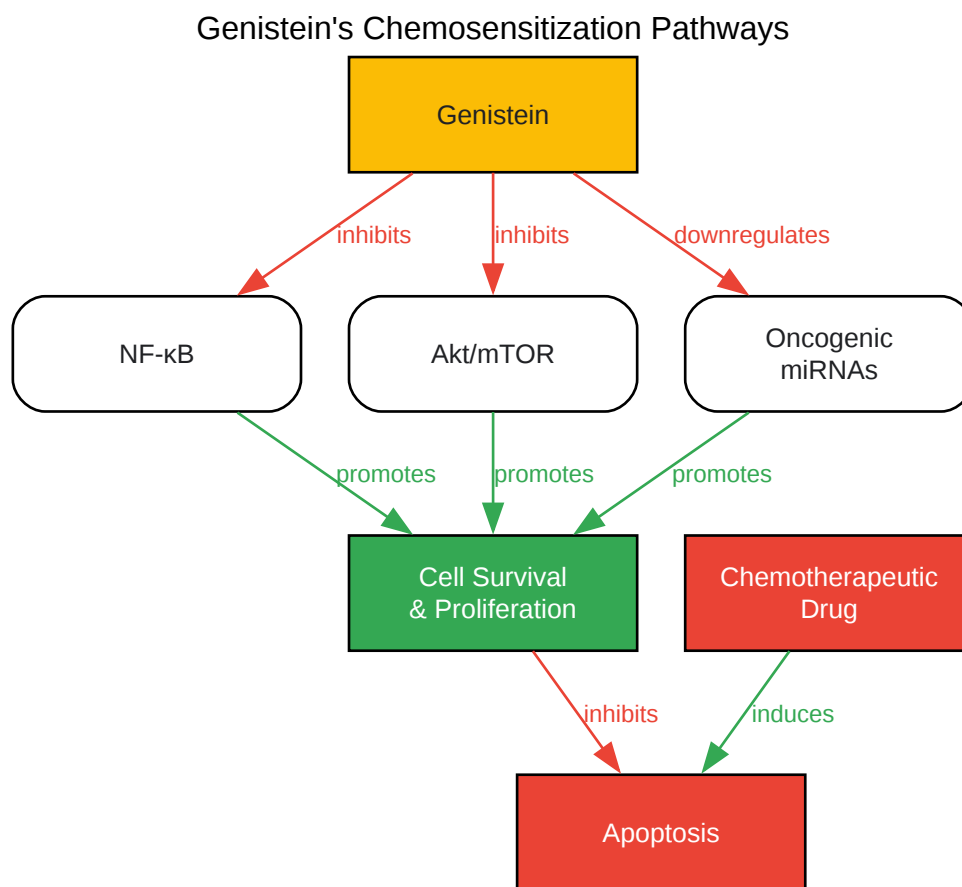 Genistein's Chemosensitization Pathways
Genistein
inhibits
inhibits
downregulates
NF-κB
Akt/mTOR
Oncogenic
miRNAs
promotes
promotes
promotes
Cell Survival
& Proliferation
Chemotherapeutic
Drug
inhibits
induces
Apoptosis